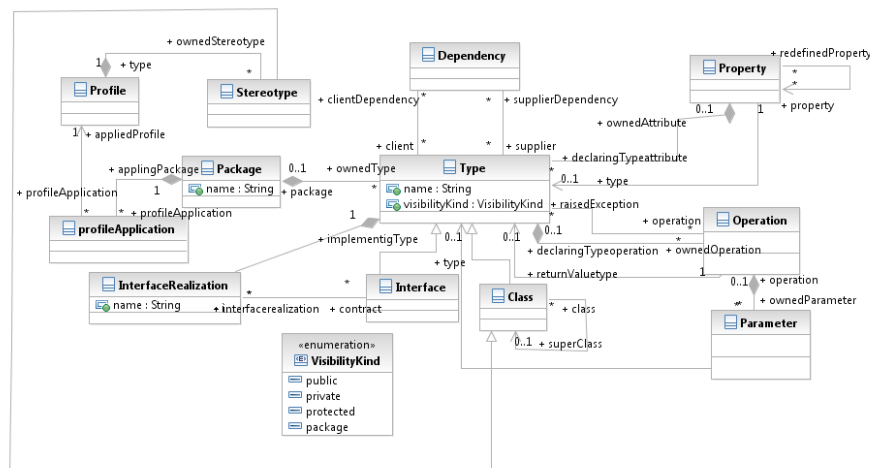 + ownedStereotype
1
+ type
*
Profile
Stereotype
Dependency
Property
+ redefinedProperty
*
*
0..1
1
+ property
+ clientDependency
*
*
+ supplierDependency
+ ownedAttribute
1
+ appliedProfile
+ client
*
*
+ supplier
+ declaringTypeattribute
+ applingPackage
Package
0..1
+ ownedType
Type
*
0..1
+ type
+ profileApplication
1
name : String
+ package
*
name : String
+ raisedException
*
*
+ profileApplication
visibilityKind : VisibilityKind
*
+ operation
Operation
profileApplication
1
+ implementigType
0..1
0..1
0..1
*
+ declaringTypeoperation
*
+ ownedOperation
+ type
+ returnValuetype
1
0..1
+ operation
InterfaceRealization
*
Interface
Class
*
+ class
*
+ ownedParameter
name : String
*
+ interfacerealization
+ contract
Parameter
0..1
+ superClass
«enumeration»
VisibilityKind
public
private
protected
package